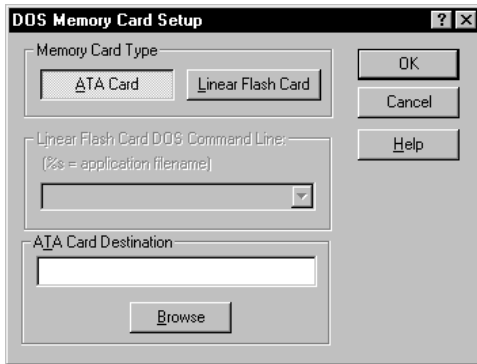 DOS Memory Card Setup
Memory Card Type
ATA Card
Linear Flash Card
OK
Cancel
Help
Linear Flash Card DOS Command Line:
(%s = application filename)
ATA Card Destination
Browse